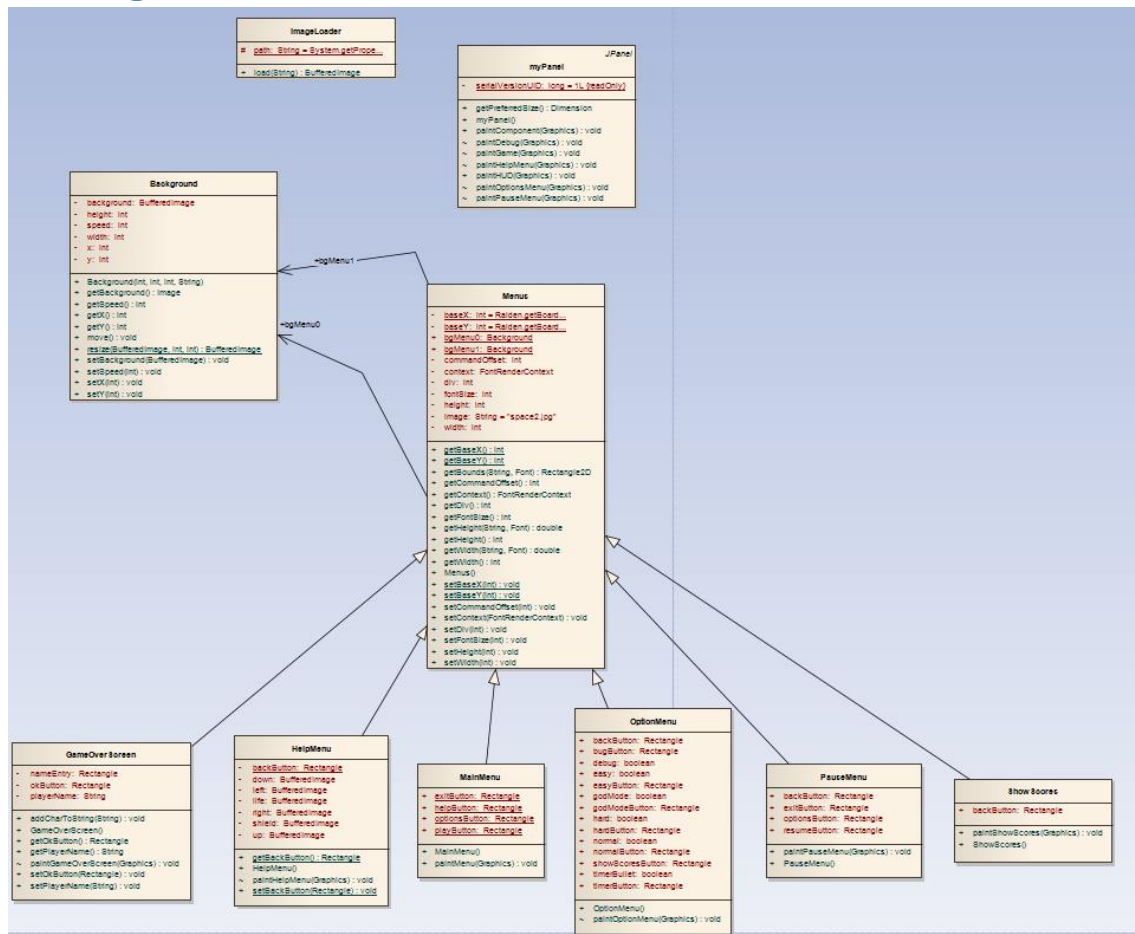 ImageLoader
# path: String = System.getPrope...
+ load(String) : BufferedImage
JPanel
myPanel
- serialVersionUID: long = 1L {readOnly}
+ getPreferredSize() : Dimension
+ myPanel()
+ paintComponent(Graphics) : void
~ paintDebug(Graphics) : void
~ paintGame(Graphics) : void
~ paintHelpMenu(Graphics) : void
+ paintHUD(Graphics) : void
~ paintOptionsMenu(Graphics) : void
~ paintPauseMenu(Graphics) : void
Background
- background: BufferedImage
- height: int
- speed: int
- width: int
- x: int
- y: int
+ Background(int, int, int, String)
+ getBackground() : Image
+ getSpeed() : int
+ getX() : int
+ getY() : int
+ move() : void
+ resize(BufferedImage, int, int) : BufferedImage
+ setBackground(BufferedImage) : void
+ setSpeed(int) : void
+ setX(int) : void
+ setY(int) : void
+bgMenu1
+bgMenu0
Menus
- baseX: int = Raiden.getBoard...
- baseY: int = Raiden.getBoard...
+ bgMenu0: Background
+ bgMenu1: Background
- commandOffset: int
- context: FontRenderContext
- div: int
- fontSize: int
- height: int
- image: String = "space2.jpg"
- width: int
+ getBaseX() : int
+ getBaseY() : int
+ getBounds(String, Font) : Rectangle2D
+ getCommandOffset() : int
+ getContext() : FontRenderContext
+ getDiv() : int
+ getFontSize() : int
+ getHeight(String, Font) : double
+ getHeight() : int
+ getWidth(String, Font) : double
+ getWidth() : int
+ Menus()
+ setBaseX(int) : void
+ setBaseY(int) : void
+ setCommandOffset(int) : void
+ setContext(FontRenderContext) : void
+ setDiv(int) : void
+ setFontSize(int) : void
+ setHeight(int) : void
+ setWidth(int) : void
GameOverScreen
- nameEntry: Rectangle
- okButton: Rectangle
- playerName: String
+ addCharToString(String) : void
+ GameOverScreen()
+ getOkButton() : Rectangle
+ getPlayerName() : String
~ paintGameOverScreen(Graphics) : void
+ setOkButton(Rectangle) : void
+ setPlayerName(String) : void
HelpMenu
- backButton: Rectangle
- down: BufferedImage
- left: BufferedImage
- life: BufferedImage
- right: BufferedImage
- shield: BufferedImage
- up: BufferedImage
+ getBackButton() : Rectangle
+ HelpMenu()
~ paintHelpMenu(Graphics) : void
+ setBackButton(Rectangle) : void
MainMenu
+ exitButton: Rectangle
+ helpButton: Rectangle
+ optionsButton: Rectangle
+ playButton: Rectangle
+ MainMenu()
+ paintMenu(Graphics) : void
OptionMenu
+ backButton: Rectangle
+ bugButton: Rectangle
+ debug: boolean
+ easy: boolean
+ easyButton: Rectangle
+ godMode: boolean
+ godModeButton: Rectangle
+ hard: boolean
+ hardButton: Rectangle
+ normal: boolean
+ normalButton: Rectangle
+ showScoresButton: Rectangle
+ timerBullet: boolean
+ timerButton: Rectangle
+ OptionMenu()
~ paintOptionMenu(Graphics) : void
PauseMenu
+ backButton: Rectangle
+ exitButton: Rectangle
+ optionsButton: Rectangle
+ resumeButton: Rectangle
+ paintPauseMenu(Graphics) : void
+ PauseMenu()
ShowScores
+ backButton: Rectangle
+ paintShowScores(Graphics) : void
+ ShowScores()